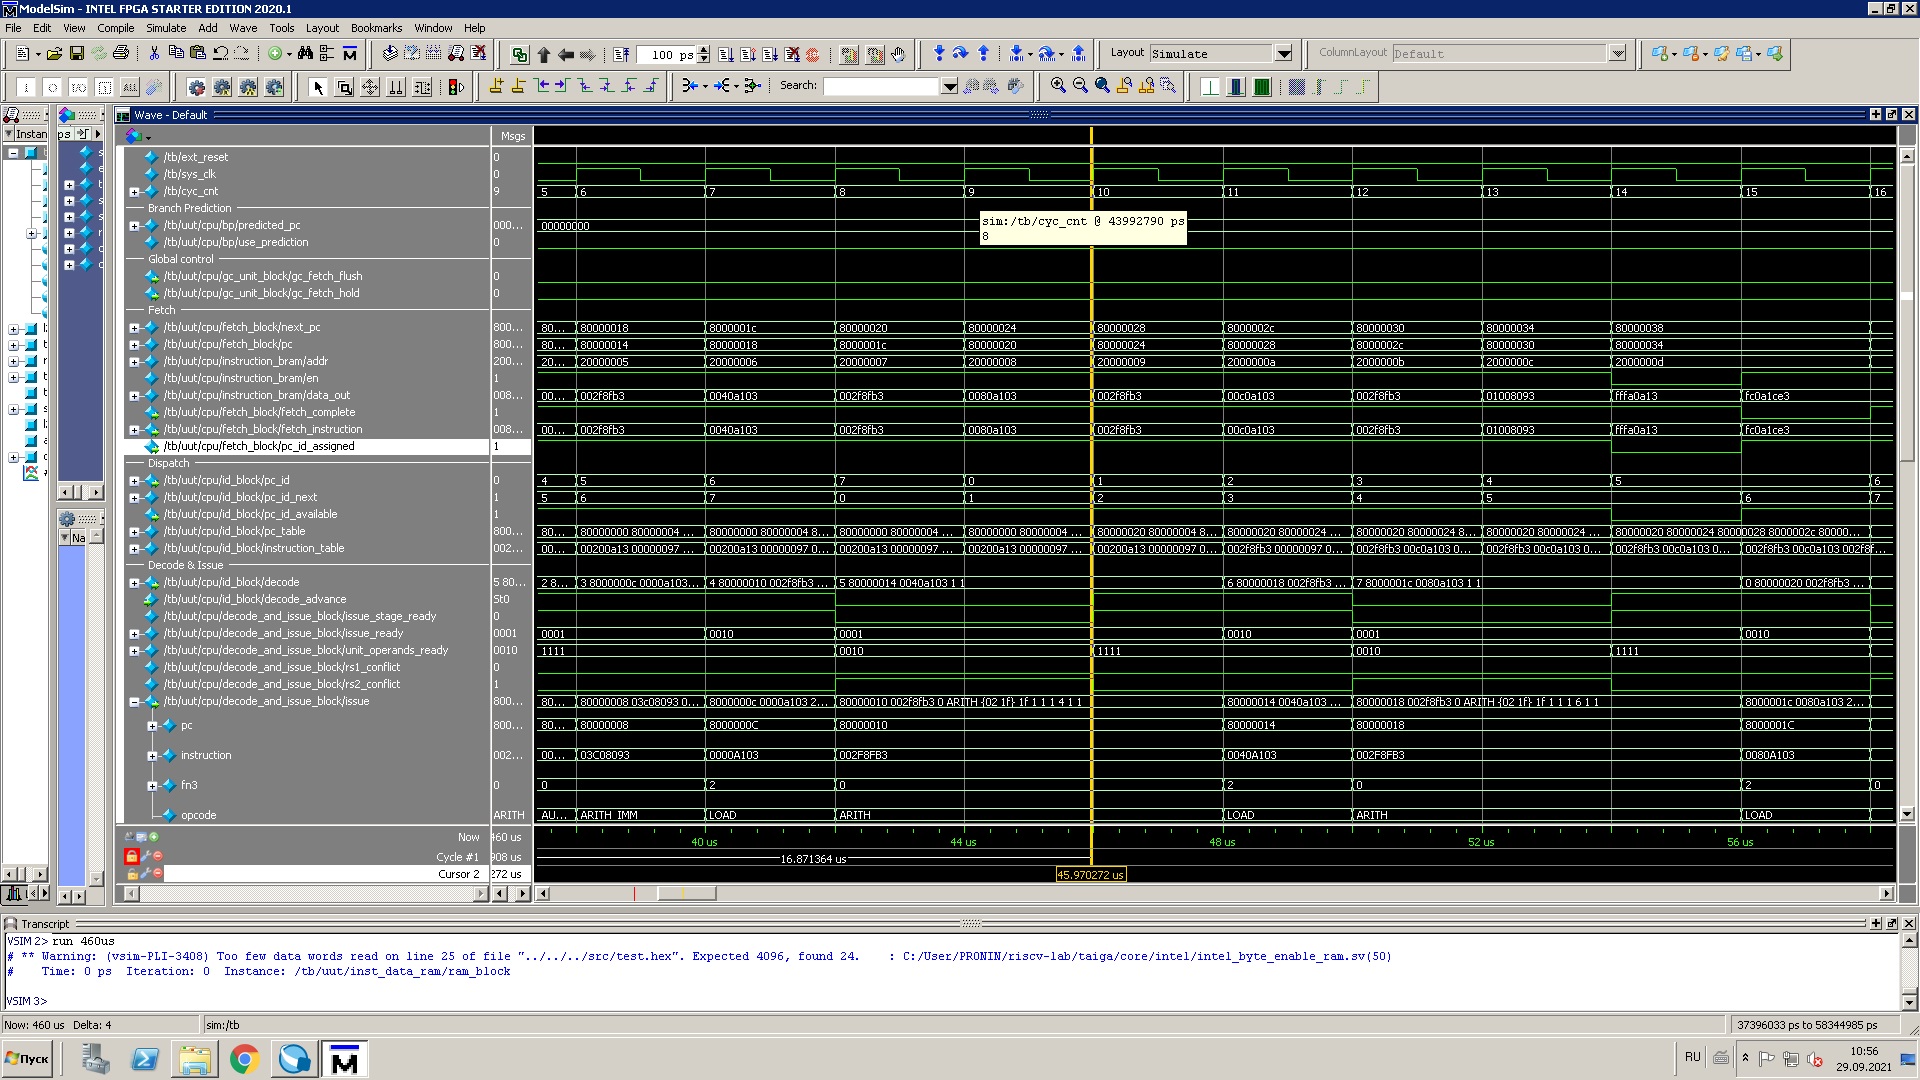 ModelSim - INTEL FPGA STARTER EDITION 2020.1
File Edit View Compile Simulate Add Wave Tools Layout Bookmarks Window Help
100 ps
Layout Simulate
ColumnLayout Default
Search:
Instan
ps
Wave - Default
Msgs
/tb/ext_reset 0
/tb/sys_clk 0
/tb/cyc_cnt 9 5 6 7 8 9 10 11 12 13 14 15 16
Branch Prediction
/tb/uut/cpu/bp/predicted_pc 000... 00000000
/tb/uut/cpu/bp/use_prediction 0
sim:/tb/cyc_cnt @ 43992790 ps
8
Global control
/tb/uut/cpu/gc_unit_block/gc_fetch_flush 0
/tb/uut/cpu/gc_unit_block/gc_fetch_hold 0
Fetch
/tb/uut/cpu/fetch_block/next_pc 800... 80... 80000018 8000001c 80000020 80000024 80000028 8000002c 80000030 80000034 80000038
/tb/uut/cpu/fetch_block/pc 800... 80... 80000014 80000018 8000001c 80000020 80000024 80000028 8000002c 80000030 80000034
/tb/uut/cpu/instruction_bram/addr 200... 20... 20000005 20000006 20000007 20000008 20000009 2000000a 2000000b 2000000c 2000000d
/tb/uut/cpu/instruction_bram/en 1
/tb/uut/cpu/instruction_bram/data_out 008... 00... 002f8fb3 0040a103 002f8fb3 0080a103 002f8fb3 00c0a103 002f8fb3 01008093 fffa0a13 fc0a1ce3
/tb/uut/cpu/fetch_block/fetch_complete 1
/tb/uut/cpu/fetch_block/fetch_instruction 008... 00... 002f8fb3 0040a103 002f8fb3 0080a103 002f8fb3 00c0a103 002f8fb3 01008093 fffa0a13 fc0a1ce3
/tb/uut/cpu/fetch_block/pc_id_assigned 1
Dispatch
/tb/uut/cpu/id_block/pc_id 0 4 5 6 7 0 1 2 3 4 5 6
/tb/uut/cpu/id_block/pc_id_next 1 5 6 7 0 1 2 3 4 5 6 7
/tb/uut/cpu/id_block/pc_id_available 1
/tb/uut/cpu/id_block/pc_table 800... 80... 80000000 80000004 ... 80000000 80000004 8... 80000000 80000004 ... 80000000 80000004 ... 80000020 80000004 8... 80000020 80000024 ... 80000020 80000024 8... 80000020 80000024 ... 80000020 80000024 80000028 8000002c 80000...
/tb/uut/cpu/id_block/instruction_table 002... 00... 00200a13 00000097 ... 00200a13 00000097 0... 00200a13 00000097 ... 00200a13 00000097 ... 00200a13 00000097 0... 002f8fb3 00000097 ... 002f8fb3 00c0a103 0... 002f8fb3 00c0a103 0... 002f8fb3 00c0a103 0... 002f8fb3 00c0a103 002f8f...
Decode & Issue
/tb/uut/cpu/id_block/decode 5 80... 2 8... 3 8000000c 0000a103... 4 80000010 002f8fb3 ... 5 80000014 0040a103 1 1 6 80000018 002f8fb3 ... 7 8000001c 0080a103 1 1 0 80000020 002f8fb3 ...
/tb/uut/cpu/id_block/decode_advance St0
/tb/uut/cpu/decode_and_issue_block/issue_stage_ready 0
/tb/uut/cpu/decode_and_issue_block/issue_ready 0001 0001 0010 0001 0010 0001 0010
/tb/uut/cpu/decode_and_issue_block/unit_operands_ready 0010 1111 0010 1111 0010 1111
/tb/uut/cpu/decode_and_issue_block/rs1_conflict 0
/tb/uut/cpu/decode_and_issue_block/rs2_conflict 1
/tb/uut/cpu/decode_and_issue_block/issue 800... 80... 80000008 03c08093 0... 8000000c 0000a103 2... 80000010 002f8fb3 0 ARITH {02 1f} 1f 1 1 1 4 1 1 80000014 0040a103 ... 80000018 002f8fb3 0 ARITH {02 1f} 1f 1 1 1 6 1 1 8000001c 0080a103 2...
pc 800... 80... 80000008 8000000C 80000010 80000014 80000018 8000001C
instruction 002... 00... 03C08093 0000A103 002F8FB3 0040A103 002F8FB3 0080A103
fn3 0 0 2 0 2 0 2 0
opcode ARITH AU... ARITH_IMM LOAD ARITH LOAD ARITH LOAD
Now 460 us 40 us 44 us 48 us 52 us 56 us
Cycle #1 908 us 16.871364 us
Cursor 2 272 us 45.970272 us
Na
Transcript
VSIM 2> run 460us
# ** Warning: (vsim-PLI-3408) Too few data words read on line 25 of file "../../../src/test.hex". Expected 4096, found 24. : C:/User/PRONIN/riscv-lab/taiga/core/intel/intel_byte_enable_ram.sv(50)
# Time: 0 ps Iteration: 0 Instance: /tb/uut/inst_data_ram/ram_block
VSIM 3>
Now: 460 us Delta: 4 sim:/tb 37396033 ps to 58344985 ps
Пуск RU 10:56
29.09.2021